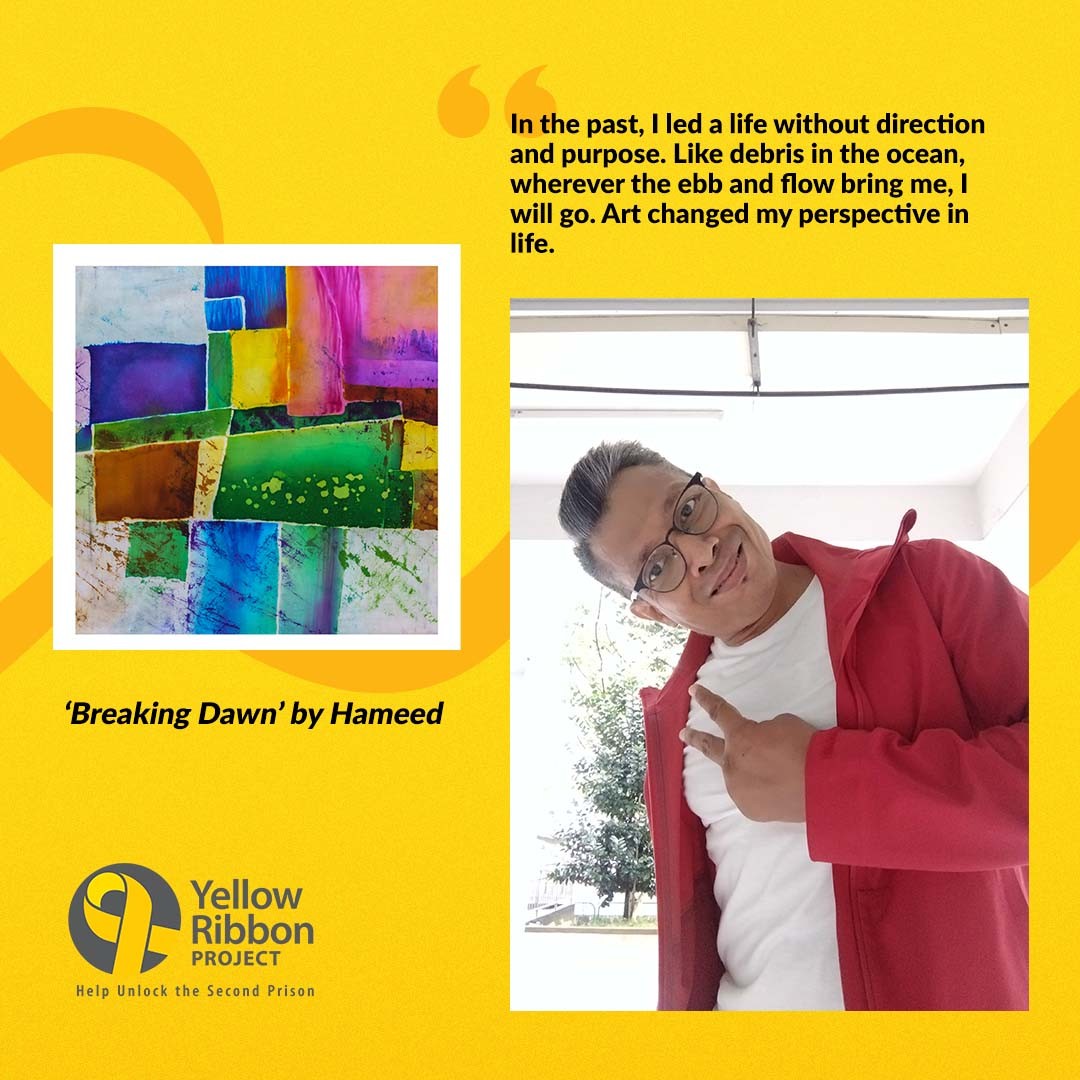 In the past, I led a life without direction
and purpose. Like debris in the ocean,
wherever the ebb and flow bring me, I
will go. Art changed my perspective in
life.
‘Breaking Dawn’ by Hameed
Yellow
Ribbon
PROJECT
Help Unlock the Second Prison